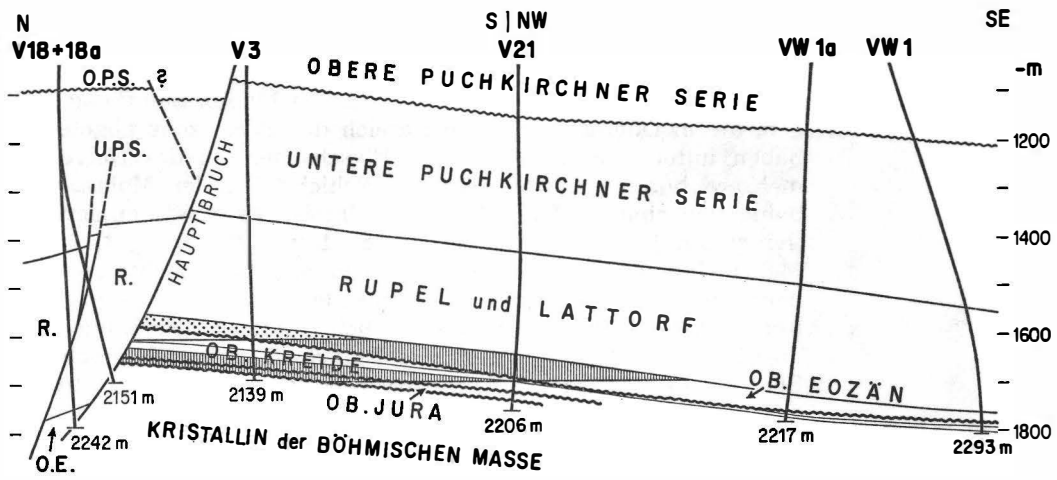 N
S | NW
SE
V18+18a
V3
V21
VW 1a
VW 1
O.P.S.
?
OBERE PUCHKIRCHNER SERIE
-m
1200
U.P.S.
UNTERE PUCHKIRCHNER SERIE
HAUPTBRUCH
1400
R.
RUPEL und LATTORF
R.
1600
OB. KREIDE
OB. EOZÄN
2151 m
2139 m
OB. JURA
2206 m
2242 m
2217 m
1800
2293 m
O.E.
KRISTALLIN der BÖHMISCHEN MASSE